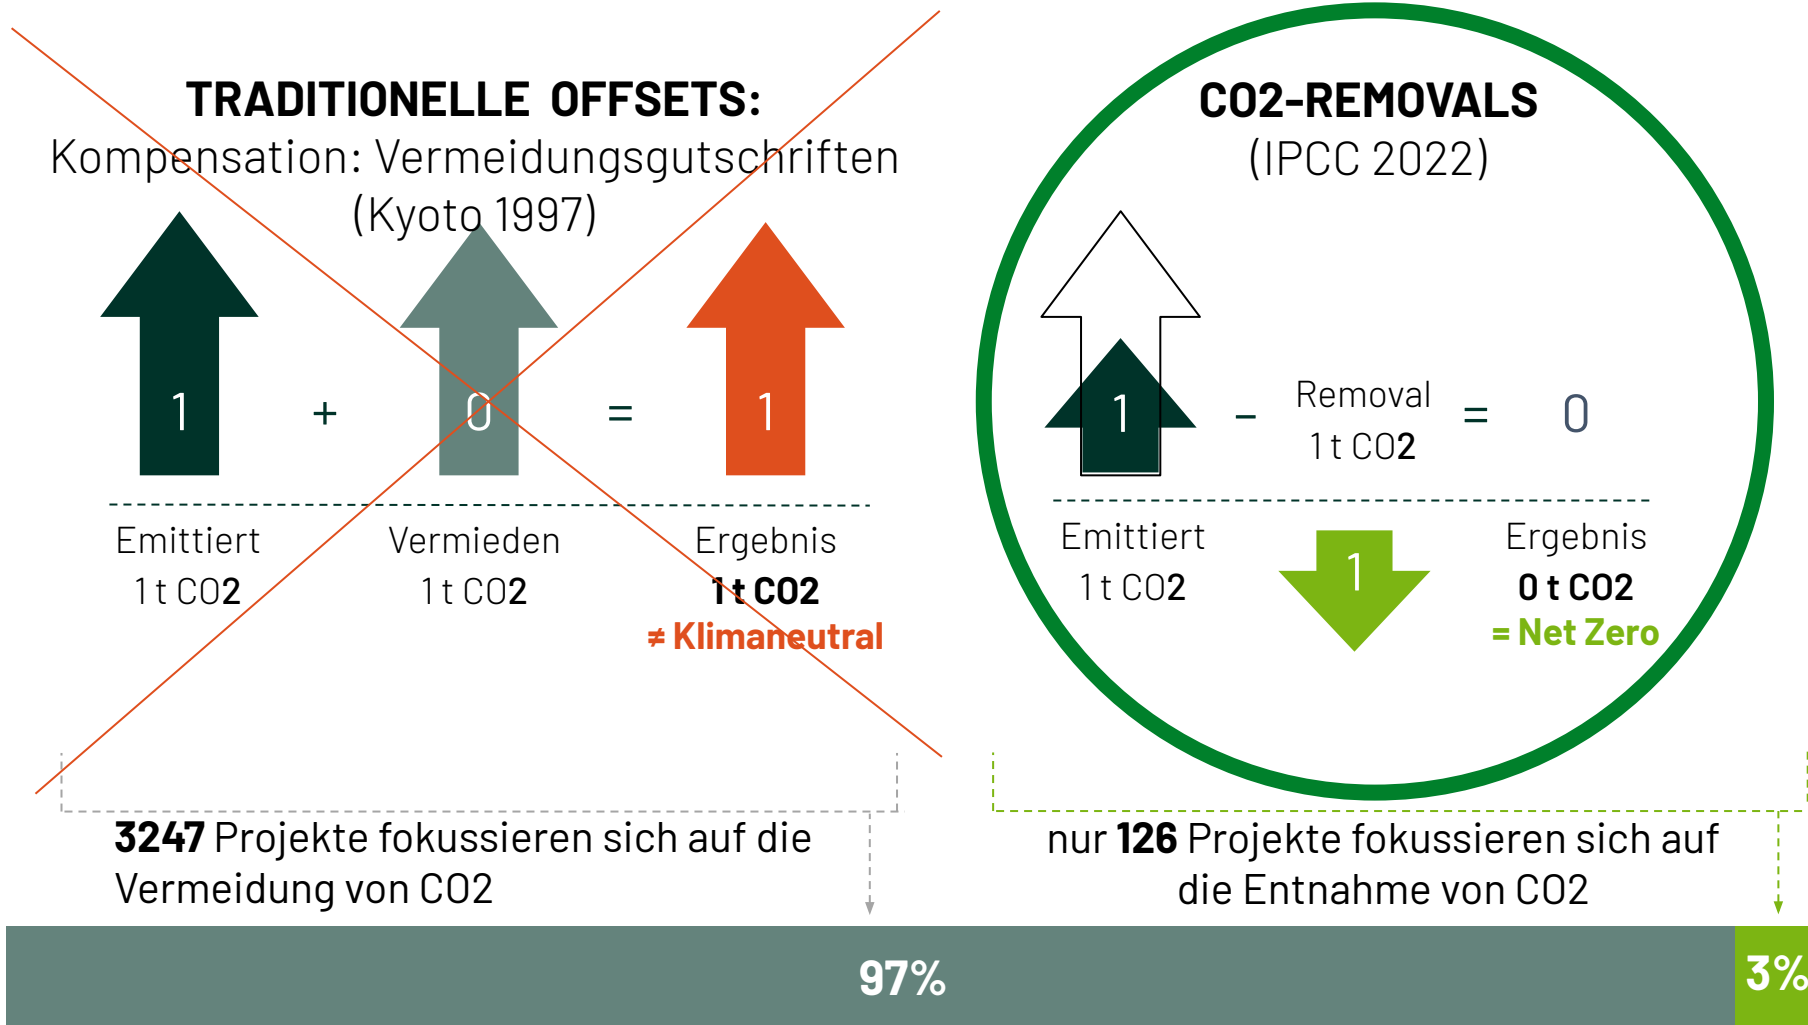 TRADITIONELLE OFFSETS:
Kompensation: Vermeidungsgutschriften
(Kyoto 1997)
1 + 0 = 1
Emittiert
1 t CO2
Vermieden
1 t CO2
Ergebnis
1 t CO2
≠ Klimaneutral
3247 Projekte fokussieren sich auf die
Vermeidung von CO2
CO2-REMOVALS
(IPCC 2022)
1 – Removal = 0
1 t CO2
Emittiert
1 t CO2
1
Ergebnis
0 t CO2
= Net Zero
nur 126 Projekte fokussieren sich auf
die Entnahme von CO2
97%
3%